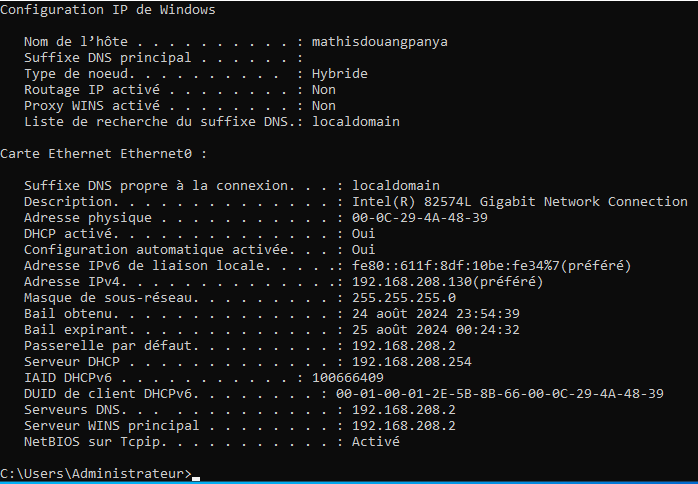 Configuration IP de Windows
Nom de l’hôte . . . . . . . . . . : mathisdouangpanya
Suffixe DNS principal . . . . . . :
Type de noeud. . . . . . . . . .  : Hybride
Routage IP activé . . . . . . . . : Non
Proxy WINS activé . . . . . . . . : Non
Liste de recherche du suffixe DNS.: localdomain
Carte Ethernet Ethernet0 :
Suffixe DNS propre à la connexion. . . : localdomain
Description. . . . . . . . . . . . . . : Intel(R) 82574L Gigabit Network Connection
Adresse physique . . . . . . . . . . . : 00-0C-29-4A-48-39
DHCP activé. . . . . . . . . . . . . . : Oui
Configuration automatique activée. . . : Oui
Adresse IPv6 de liaison locale. . . . .: fe80::611f:8df:10be:fe34%7(préféré)
Adresse IPv4. . . . . . . . . . . . . .: 192.168.208.130(préféré)
Masque de sous-réseau. . . . . . . . . : 255.255.255.0
Bail obtenu. . . . . . . . . . . . . . : 24 août 2024 23:54:39
Bail expirant. . . . . . . . . . . . . : 25 août 2024 00:24:32
Passerelle par défaut. . . . . . . . . : 192.168.208.2
Serveur DHCP . . . . . . . . . . . . . : 192.168.208.254
IAID DHCPv6 . . . . . . . . . . . : 100666409
DUID de client DHCPv6. . . . . . . . : 00-01-00-01-2E-5B-8B-66-00-0C-29-4A-48-39
Serveurs DNS. . .  . . . . . . . . . . : 192.168.208.2
Serveur WINS principal . . . . . . . . : 192.168.208.2
NetBIOS sur Tcpip. . . . . . . . . . . : Activé
C:\Users\Administrateur>